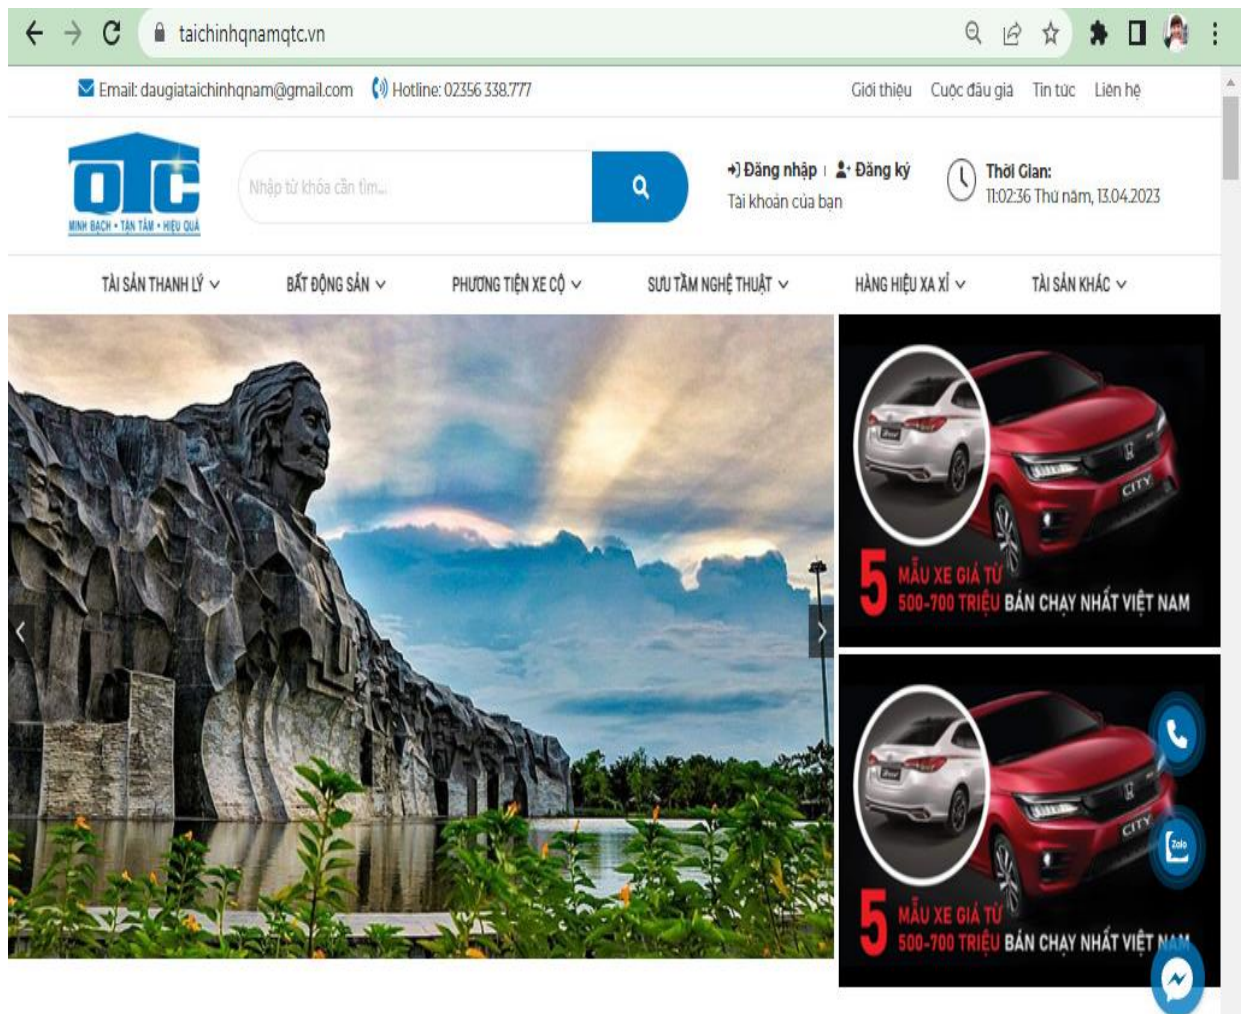 taichinhqnamqtc.vn
Email: daugiataichinhqnam@gmail.com Hotline: 02356 338.777
Giới thiệu Cuộc đấu giá Tin tức Liên hệ
QTC
MINH BẠCH • TẬN TÂM • HIỆU QUẢ
Nhập từ khóa cần tìm...
Đăng nhập Đăng ký
Tài khoản của bạn
Thời Gian:
11:02:36 Thứ năm, 13.04.2023
TÀI SẢN THANH LÝ BẤT ĐỘNG SẢN PHƯƠNG TIỆN XE CỘ SƯU TẦM NGHỆ THUẬT HÀNG HIỆU XA XỈ TÀI SẢN KHÁC
CITY
5 MẪU XE GIÁ TỪ
500-700 TRIỆU BÁN CHẠY NHẤT VIỆT NAM
CITY
Zalo
5 MẪU XE GIÁ TỪ
500-700 TRIỆU BÁN CHẠY NHẤT VIỆT NAM